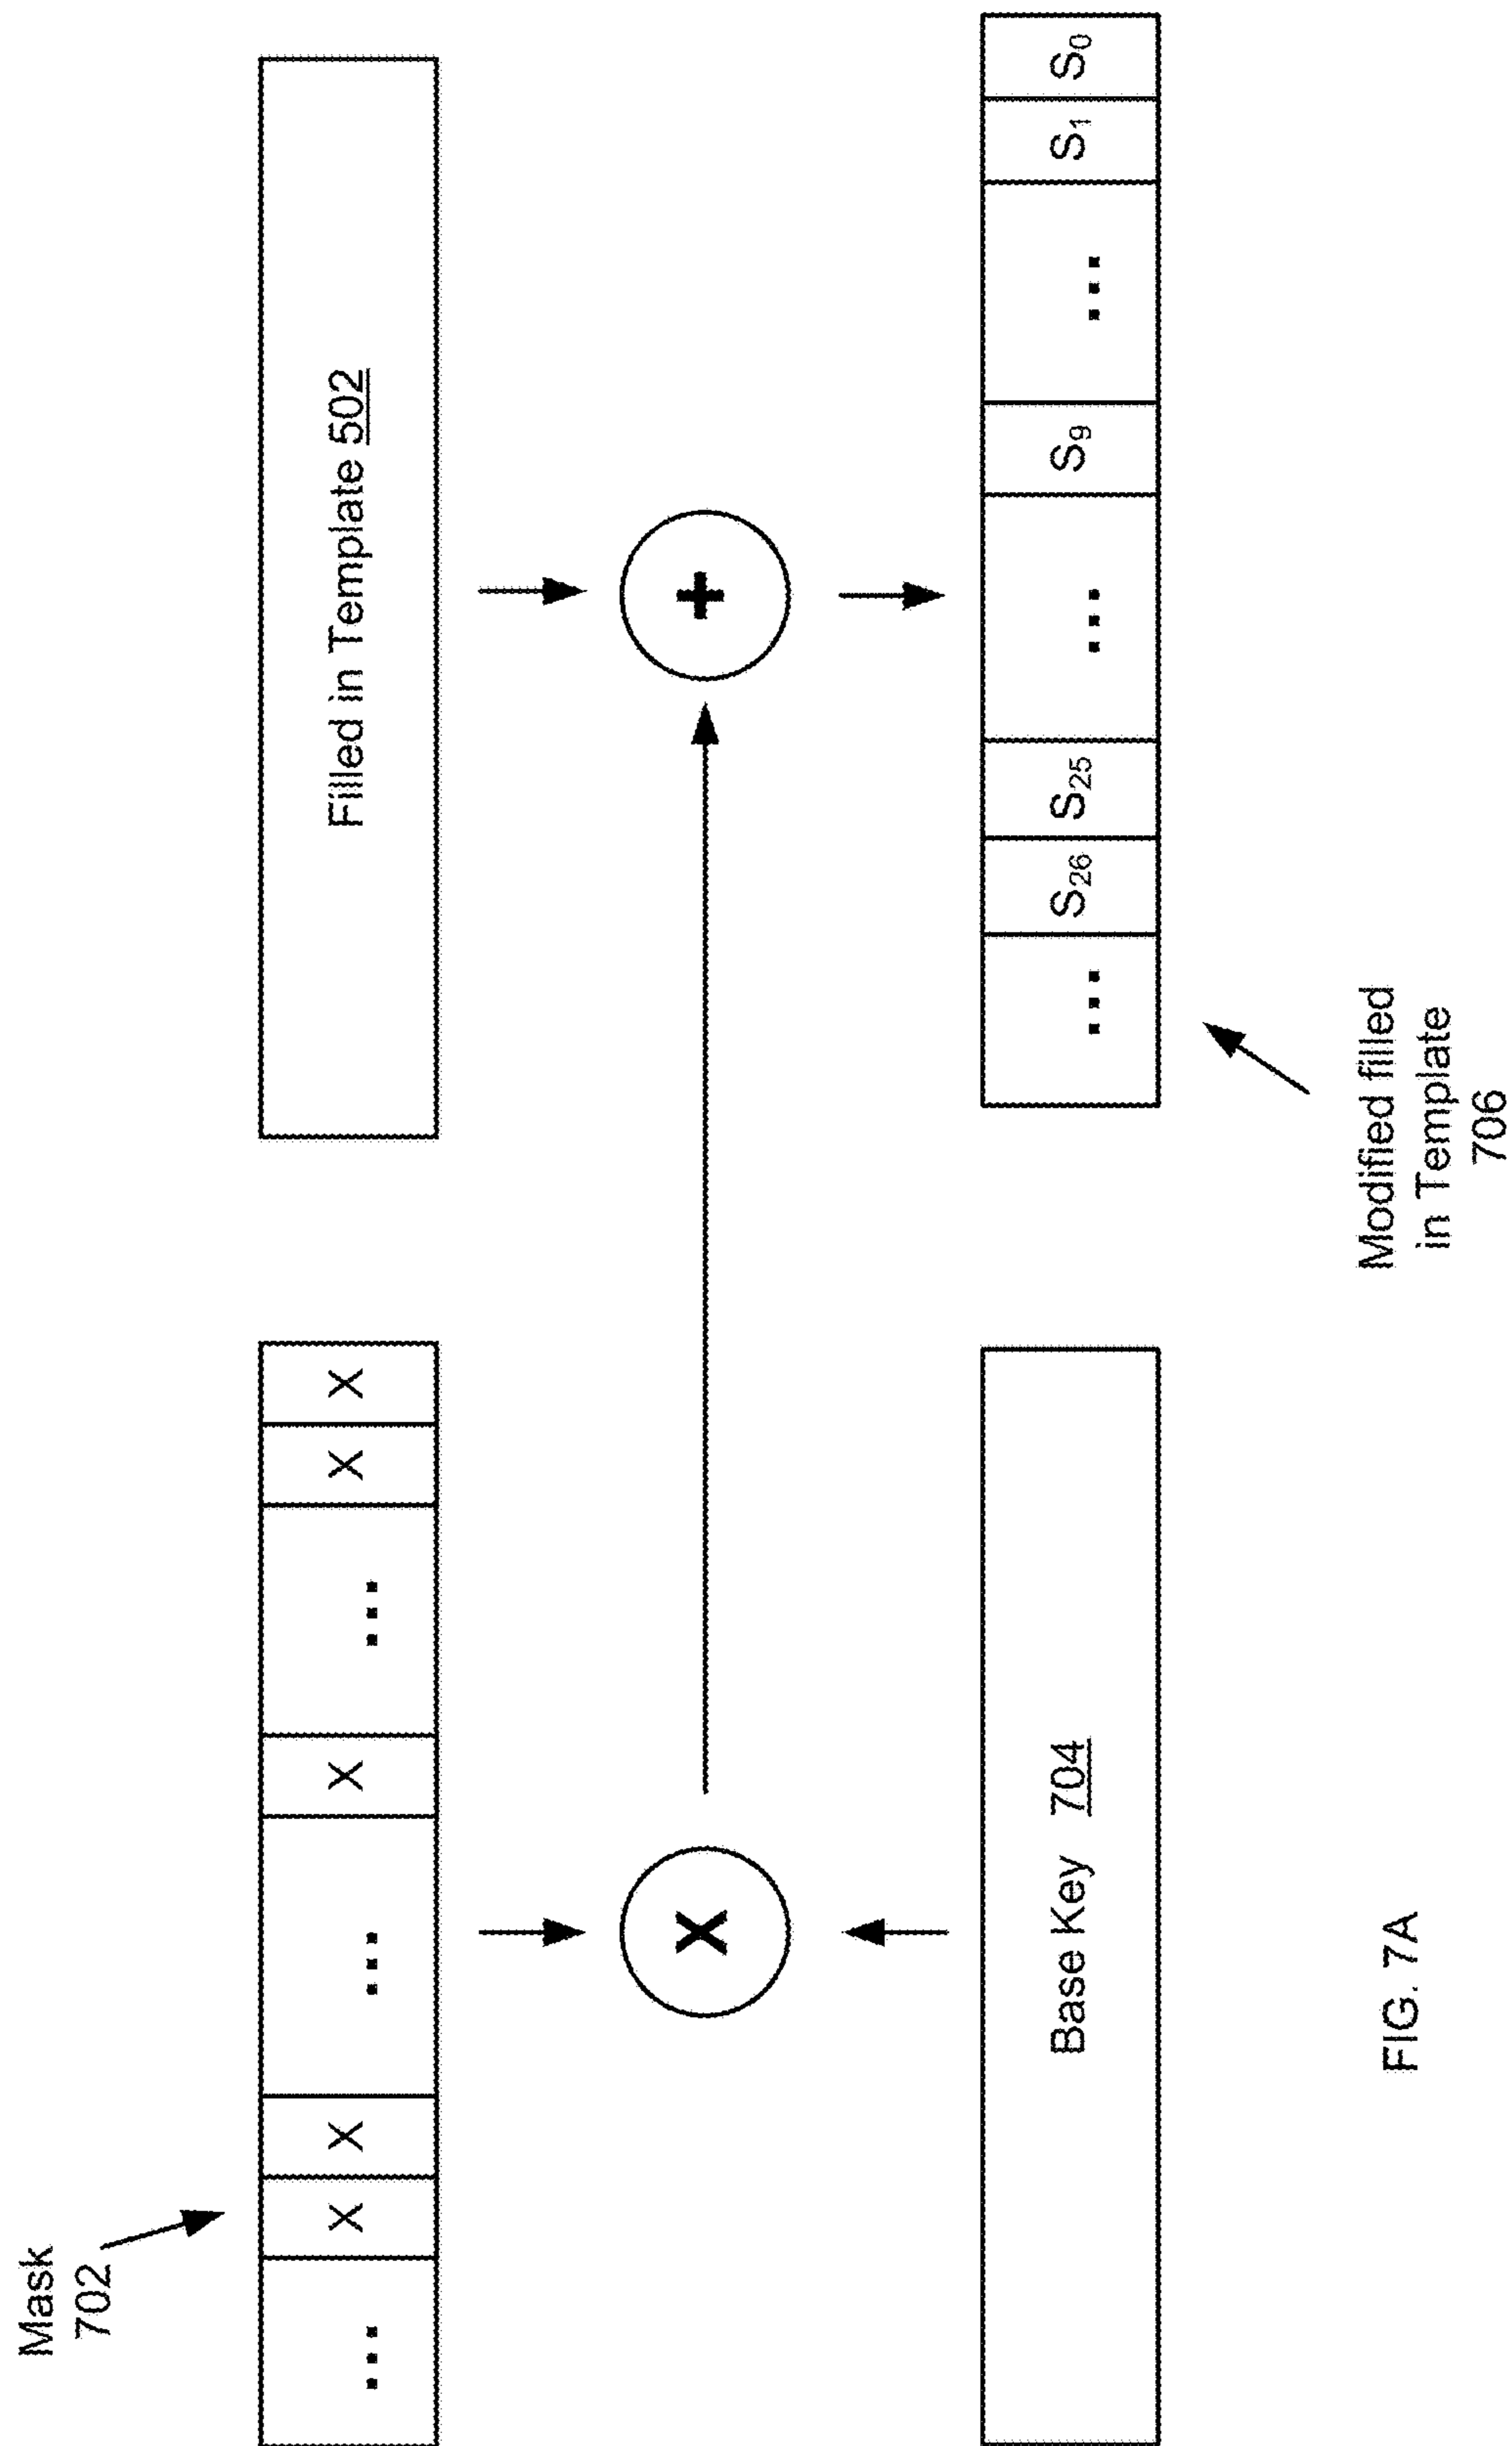 Mask
702
... X X ... X ... X X
Filled in Template 502
X
+
Base Key 704
... S26 S25 ... S9 ... S1 S0
Modified filled
in Template
706
FIG. 7A